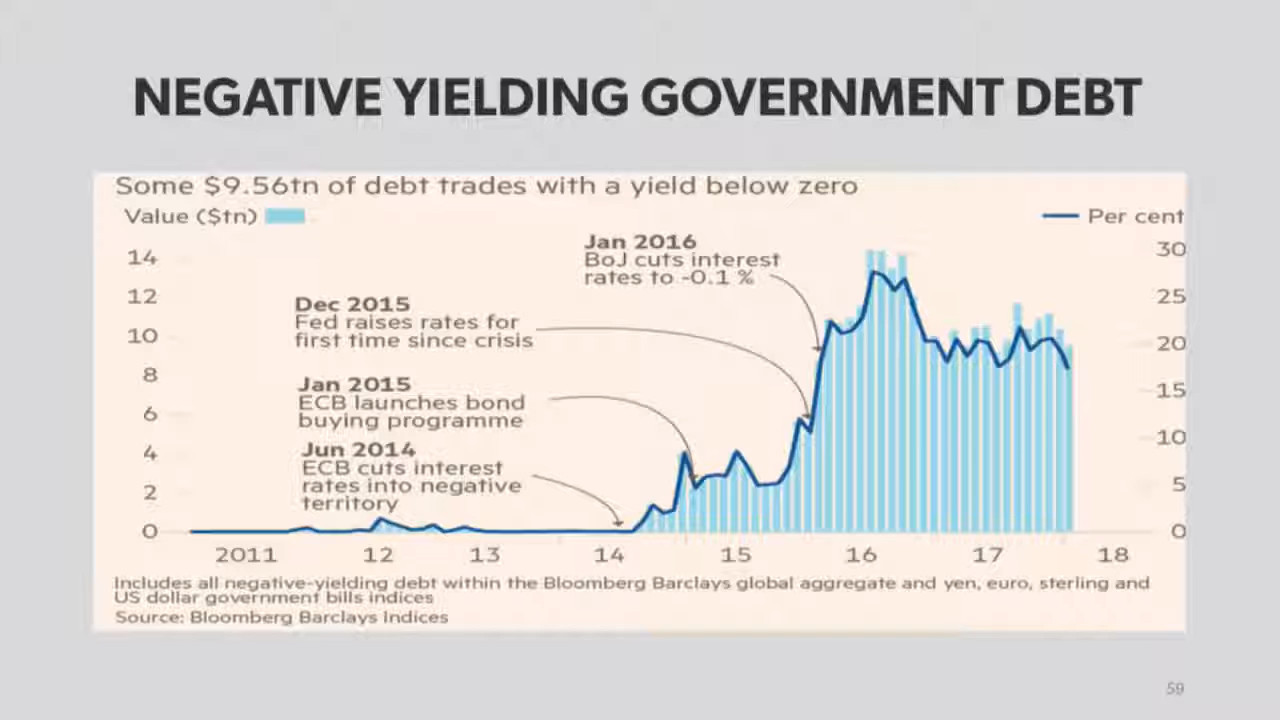 NEGATIVE YIELDING GOVERNMENT DEBT
Some $9.56tn of debt trades with a yield below zero
Value ($tn)
Per cent
Jan 2016
BoJ cuts interest
rates to -0.1 %
Dec 2015
Fed raises rates for
first time since crisis
Jan 2015
ECB launches bond
buying programme
Jun 2014
ECB cuts interest
rates into negative
territory
14
12
10
8
6
4
2
0
30
25
20
15
10
5
0
2011 12 13 14 15 16 17 18
Includes all negative-yielding debt within the Bloomberg Barclays global aggregate and yen, euro, sterling and
US dollar government bills indices
Source: Bloomberg Barclays Indices
59